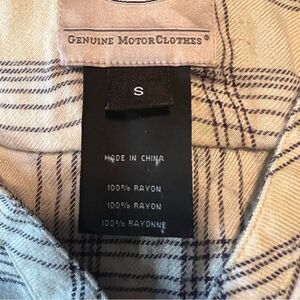 GENUINE MOTORCLOTHES®
S
MADE IN CHINA
100% RAYON
100% RAYON
100% RAYONNE